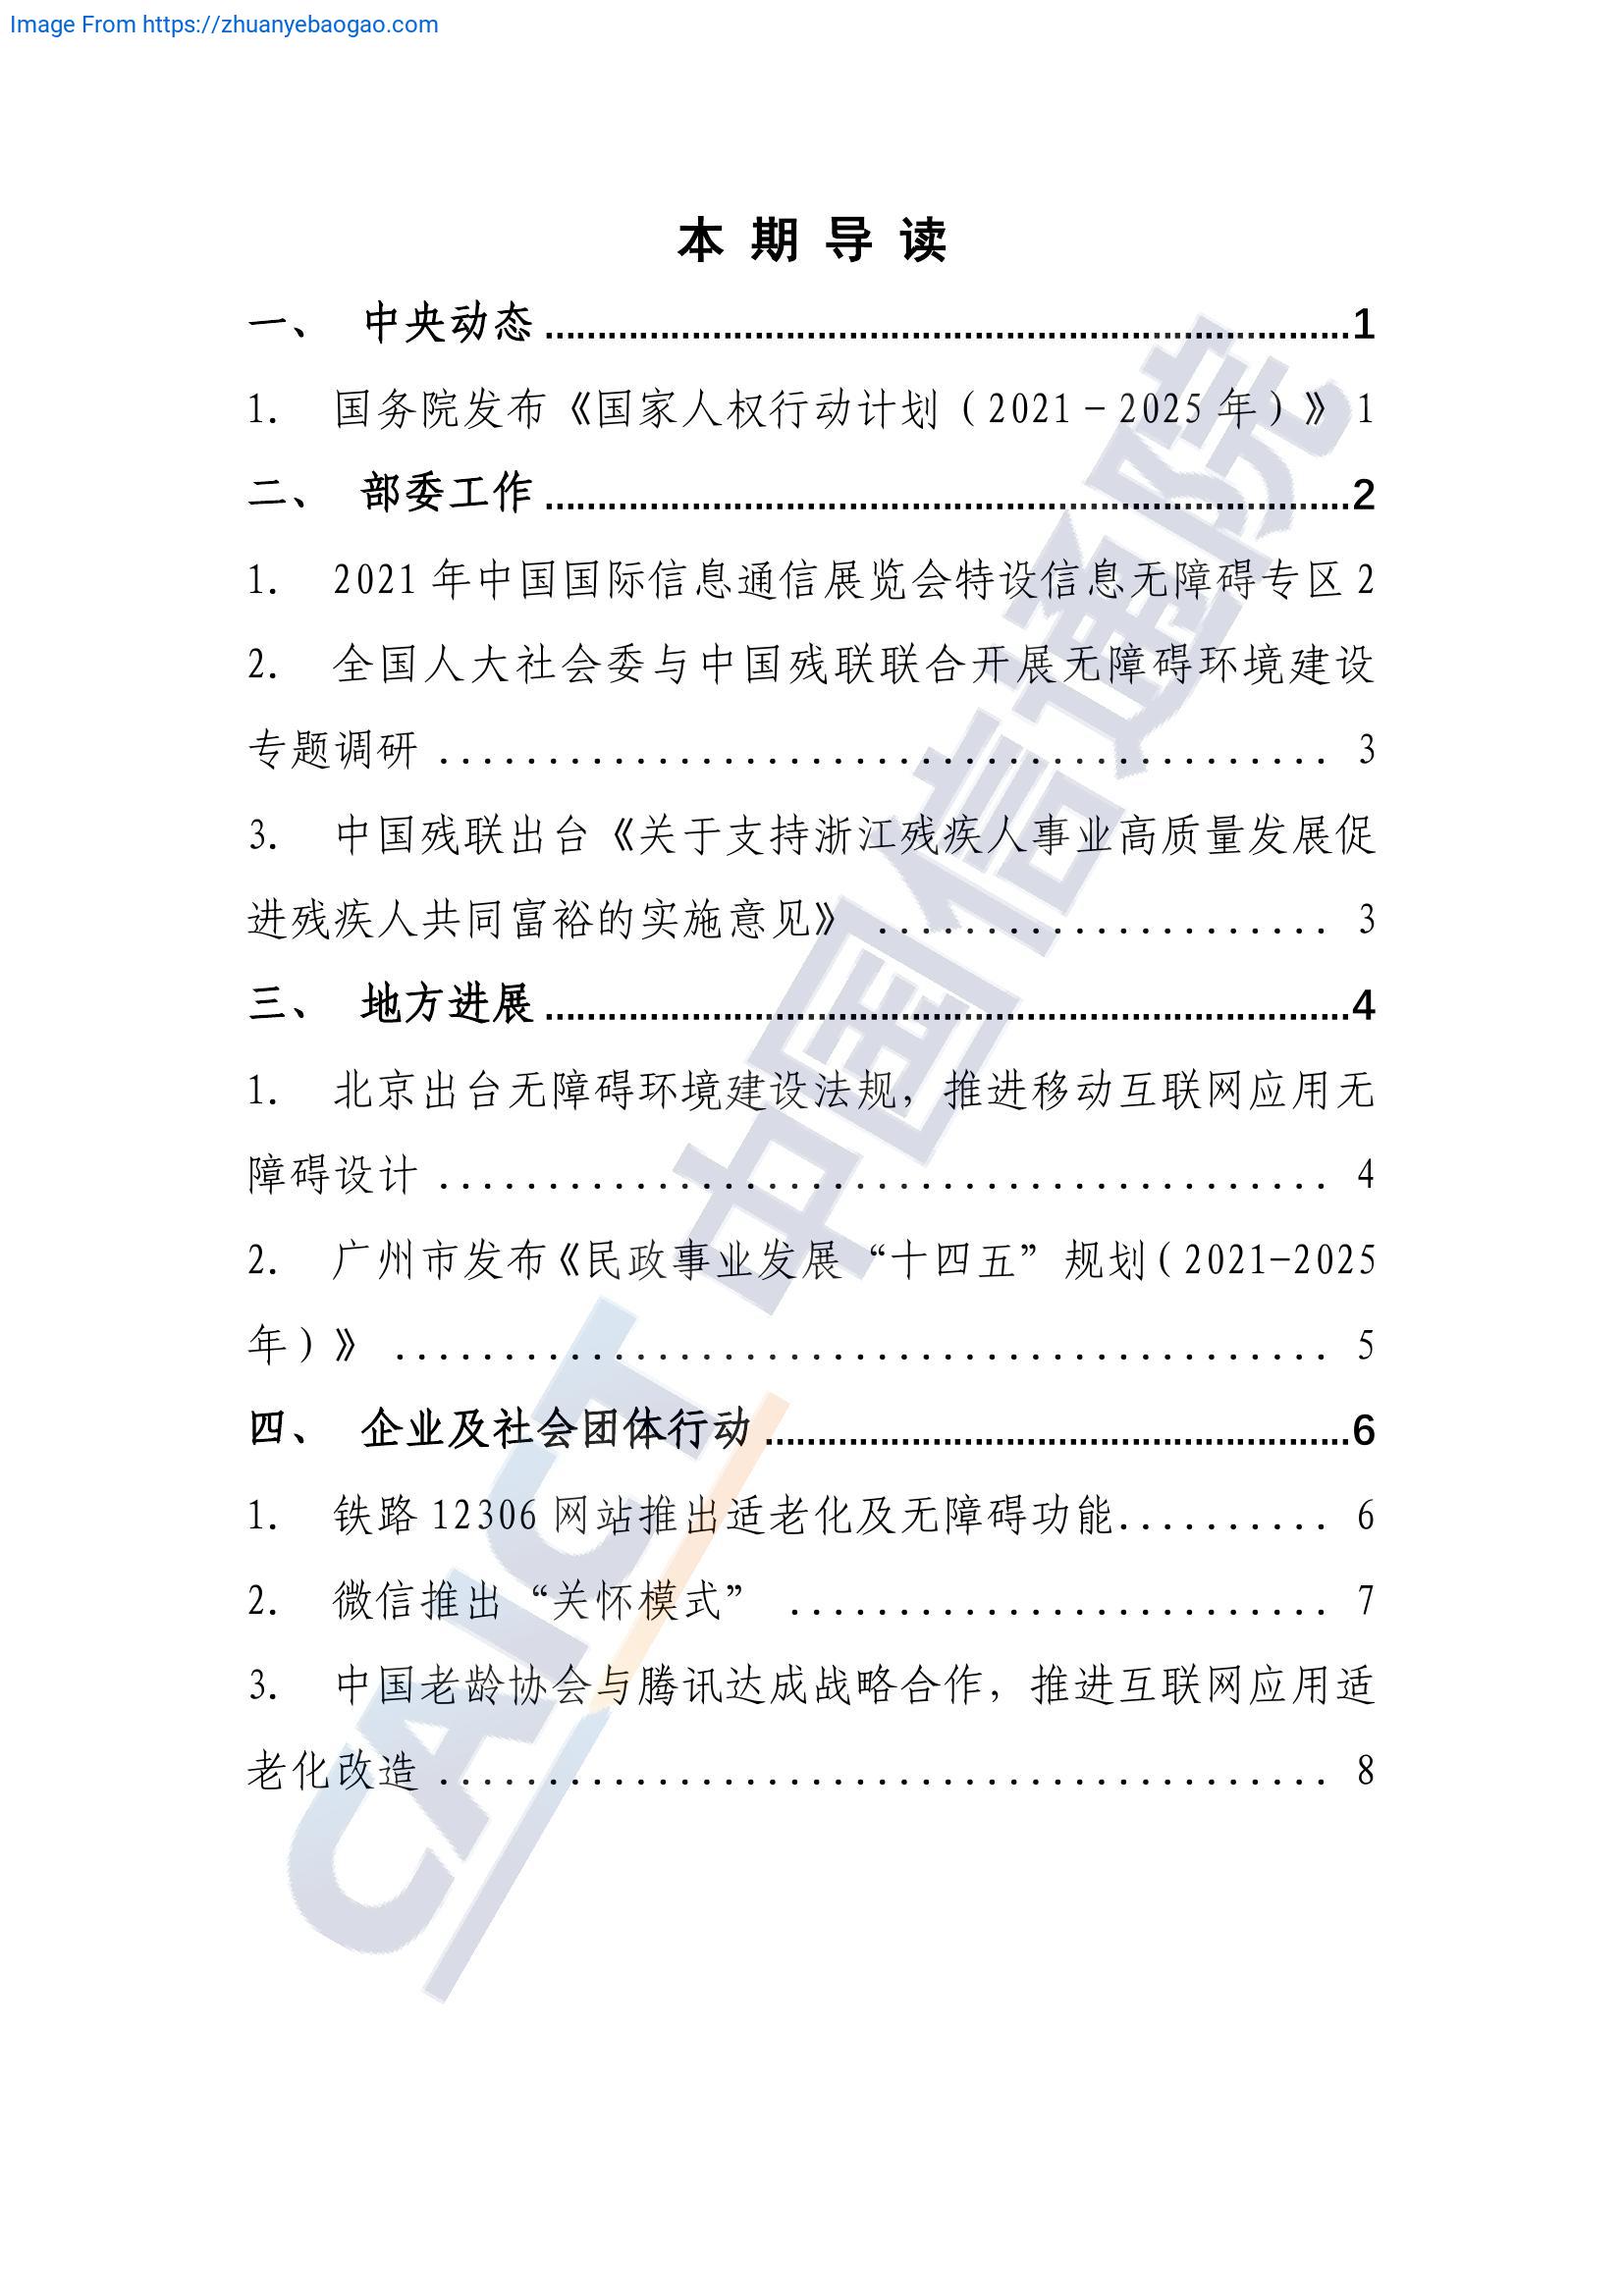 Image From https://zhuanyebaogao.com
本 期 导 读
一、 中央动态 ........................................................................1
1. 国务院发布《国家人权行动计划（2021－2025 年）》 1
二、 部委工作 ........................................................................2
1. 2021 年中国国际信息通信展览会特设信息无障碍专区 2
2. 全国人大社会委与中国残联联合开展无障碍环境建设
专题调研 ......................................... 3
3. 中国残联出台《关于支持浙江残疾人事业高质量发展促
进残疾人共同富裕的实施意见》 ..................... 3
三、 地方进展 ........................................................................4
1. 北京出台无障碍环境建设法规，推进移动互联网应用无
障碍设计 ......................................... 4
2. 广州市发布《民政事业发展“十四五”规划（2021-2025
年）》 ........................................... 5
四、 企业及社会团体行动 .....................................................6
1. 铁路 12306 网站推出适老化及无障碍功能.......... 6
2. 微信推出“关怀模式” ......................... 7
3. 中国老龄协会与腾讯达成战略合作，推进互联网应用适
老化改造 ......................................... 8
CAICT 中国信通院